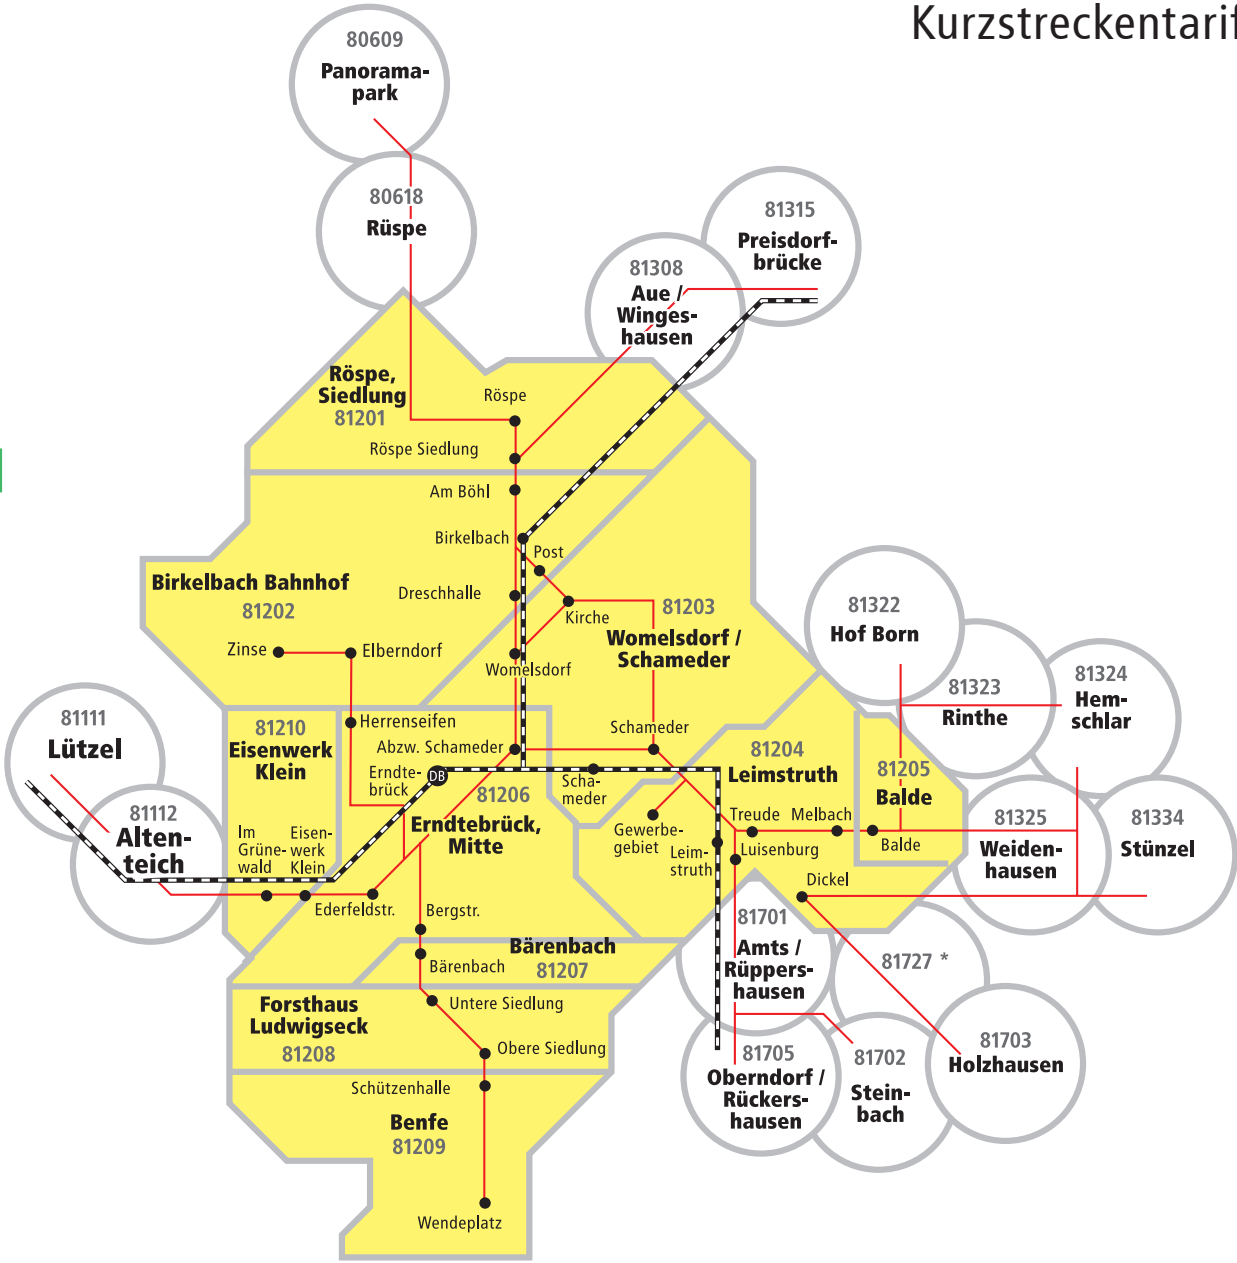 Kurzstreckentarif
80609
Panorama-
park
80618
Rüspe
81315
Preisdorf-
brücke
81308
Aue /
Winges-
hausen
Röspe,
Siedlung
81201
Röspe
Röspe Siedlung
Am Böhl
Birkelbach
Post
Birkelbach Bahnhof
81202
Dreschhalle
Kirche
81203
Womelsdorf /
Schameder
Zinse
Elberndorf
Womelsdorf
81322
Hof Born
81323
Rinthe
81324
Hem-
schlar
81111
Lützel
81210
Eisenwerk
Klein
Herrenseifen
Abzw. Schameder
Schameder
Erndte-
brück
DB
Scha-
meder
81204
Leimstruth
81205
Balde
81206
Erndtebrück,
Mitte
81112
Alten-
teich
Im
Grüne-
wald
Eisen-
werk
Klein
Gewerbe-
gebiet
Leim-
struth
Treude
Melbach
Luisenburg
Balde
81325
Weiden-
hausen
81334
Stünzel
Ederfeldstr.
Bergstr.
Dickel
81701
Amts /
Rüppers-
hausen
Bärenbach
81207
Bärenbach
81727 *
Forsthaus
Ludwigseck
81208
Untere Siedlung
Obere Siedlung
81705
Oberndorf /
Rückers-
hausen
81702
Stein-
bach
81703
Holzhausen
Schützenhalle
Benfe
81209
Wendeplatz